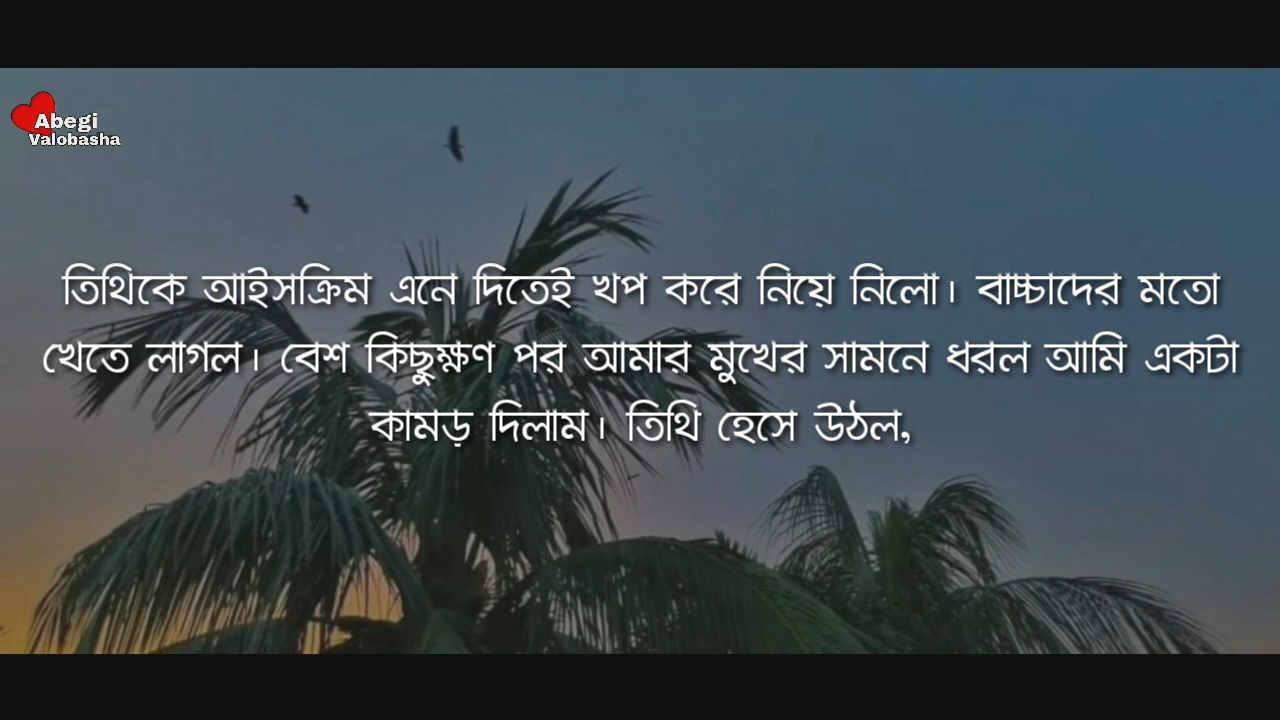 Abegi
Valobasha
তিথিকে আইসক্রিম এনে দিতেই খপ করে নিয়ে নিলো। বাচ্চাদের মতো
খেতে লাগল। বেশ কিছুক্ষণ পর আমার মুখের সামনে ধরল আমি একটা
কামড় দিলাম। তিথি হেসে উঠল,